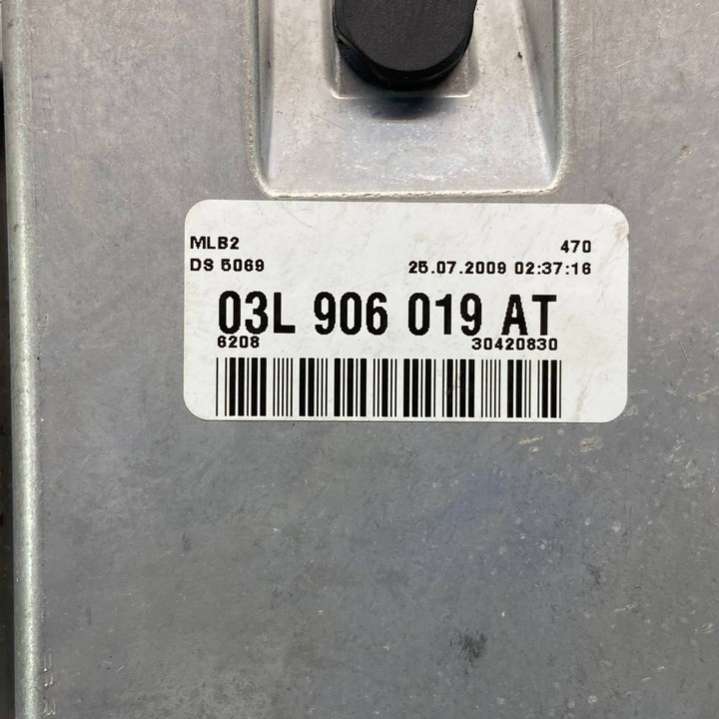 MLB2 470
DS 5069 25.07.2009 02:37:16
03L 906 019 AT
6208 30420830